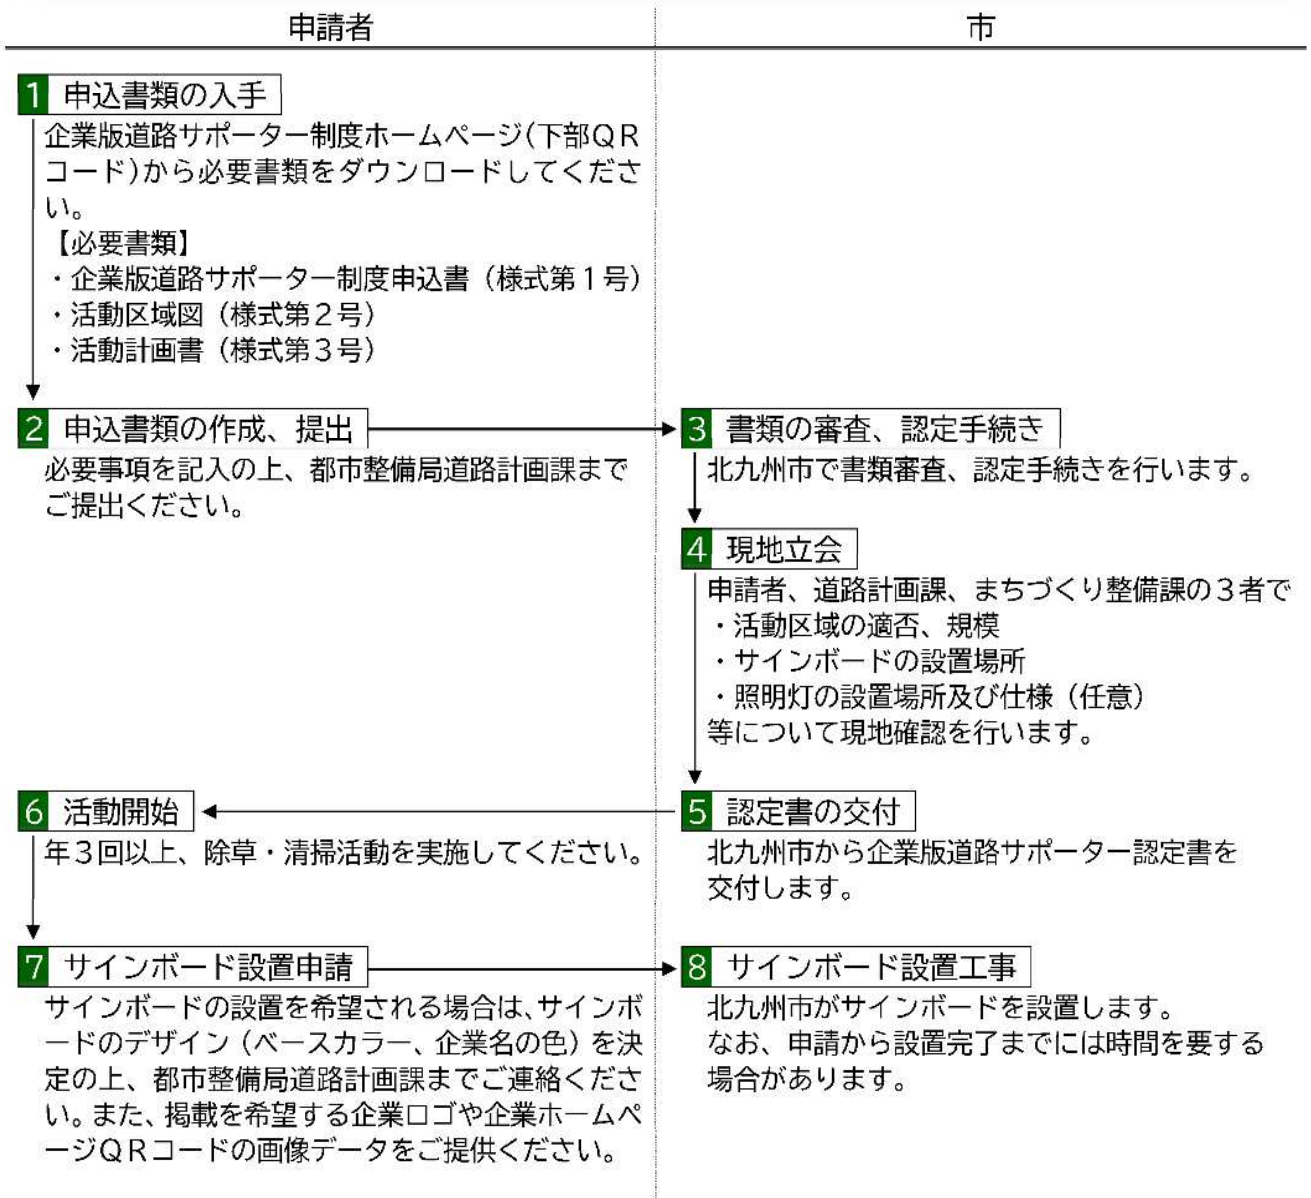 申請者
市
1 申込書類の入手
企業版道路サポーター制度ホームページ（下部QR
コード）から必要書類をダウンロードしてくださ
い。
【必要書類】
・企業版道路サポーター制度申込書（様式第１号）
・活動区域図（様式第２号）
・活動計画書（様式第３号）
2 申込書類の作成、提出
必要事項を記入の上、都市整備局道路計画課まで
ご提出ください。
3 書類の審査、認定手続き
北九州市で書類審査、認定手続きを行います。
4 現地立会
申請者、道路計画課、まちづくり整備課の３者で
・活動区域の適否、規模
・サインボードの設置場所
・照明灯の設置場所及び仕様（任意）
等について現地確認を行います。
5 認定書の交付
北九州市から企業版道路サポーター認定書を
交付します。
6 活動開始
年３回以上、除草・清掃活動を実施してください。
7 サインボード設置申請
サインボードの設置を希望される場合は、サインボ
ードのデザイン（ベースカラー、企業名の色）を決
定の上、都市整備局道路計画課までご連絡くださ
い。また、掲載を希望する企業ロゴや企業ホームペ
ージQRコードの画像データをご提供ください。
8 サインボード設置工事
北九州市がサインボードを設置します。
なお、申請から設置完了までには時間を要する
場合があります。